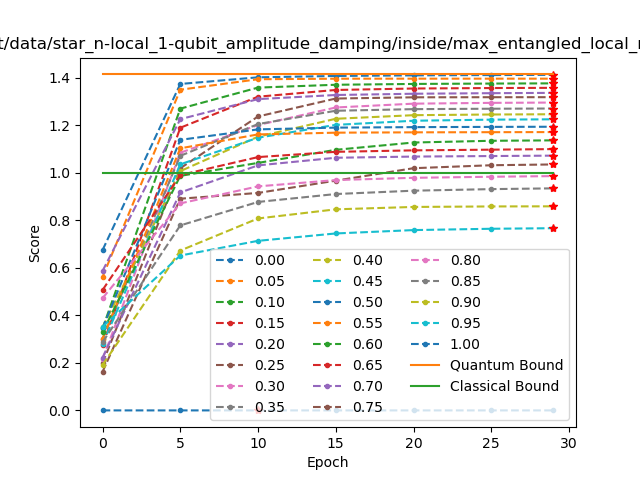 t/data/star_n-local_1-qubit_amplitude_damping/inside/max_entangled_local_
1.4
1.2
1.0
0.8
0.6
0.4
0.2
0.0
Score
0 5 10 15 20 25 30
Epoch
0.00 0.40 0.80
0.05 0.45 0.85
0.10 0.50 0.90
0.15 0.55 0.95
0.20 0.60 1.00
0.25 0.65 Quantum Bound
0.30 0.70 Classical Bound
0.35 0.75